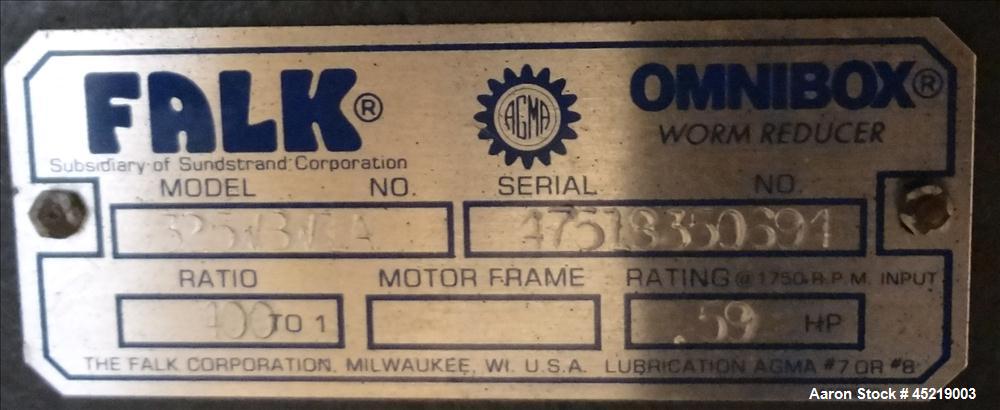 FALK® AGMA OMNIBOX®
WORM REDUCER
Subsidiary of Sundstrand Corporation
MODEL NO. SERIAL NO.
RATIO MOTOR FRAME RATING @ 1750 R.P.M. INPUT
100 TO 1 .59 HP
THE FALK CORPORATION, MILWAUKEE, WI. U.S.A. LUBRICATION AGMA #7 OR #8
Aaron Stock # 45219003